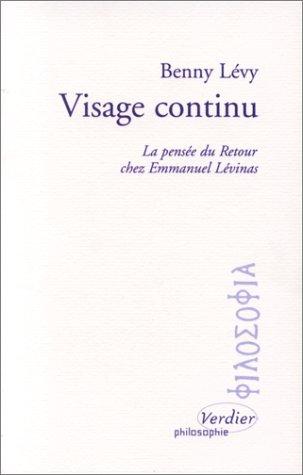 Benny Lévy
Visage continu
La pensée du Retour
chez Emmanuel Lévinas
ΦΙΛΟΣΟΦΙΑ
Verdier
philosophie